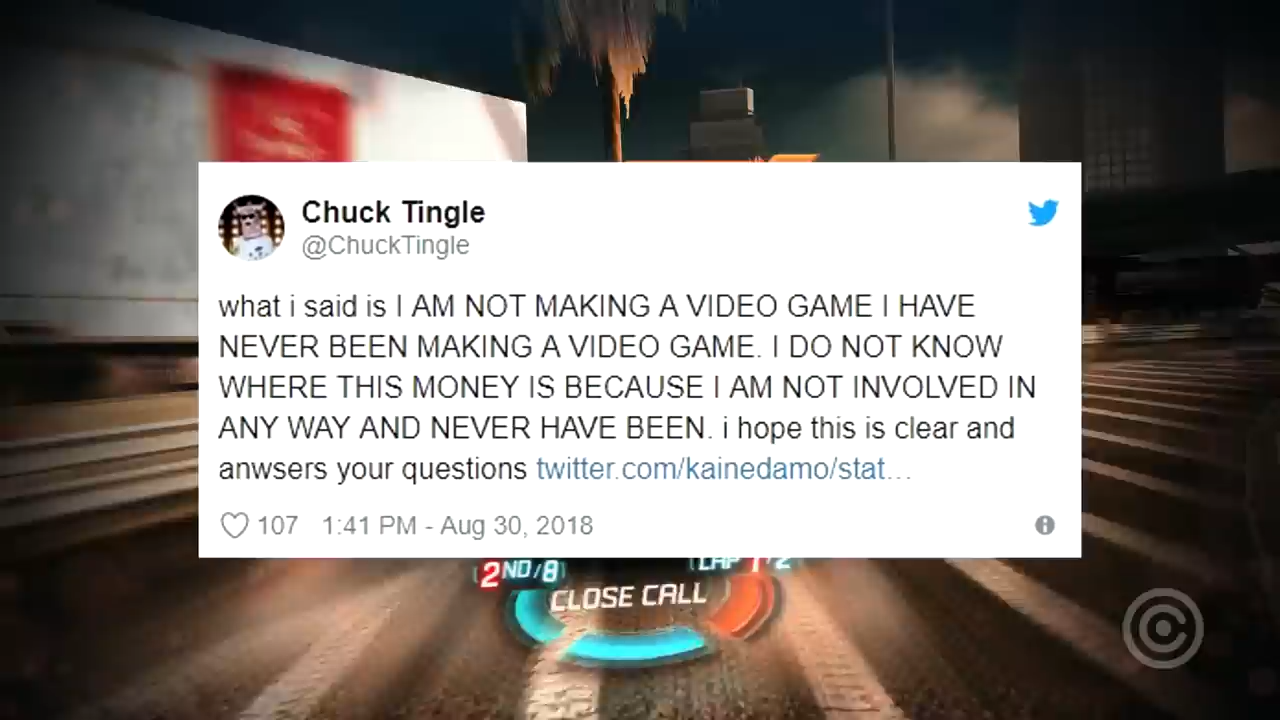 Chuck Tingle
@ChuckTingle
what i said is I AM NOT MAKING A VIDEO GAME I HAVE
NEVER BEEN MAKING A VIDEO GAME. I DO NOT KNOW
WHERE THIS MONEY IS BECAUSE I AM NOT INVOLVED IN
ANY WAY AND NEVER HAVE BEEN. i hope this is clear and
anwsers your questions twitter.com/kainedamo/stat…
107 1:41 PM - Aug 30, 2018
2ND/8 LAP 1/2
CLOSE CALL